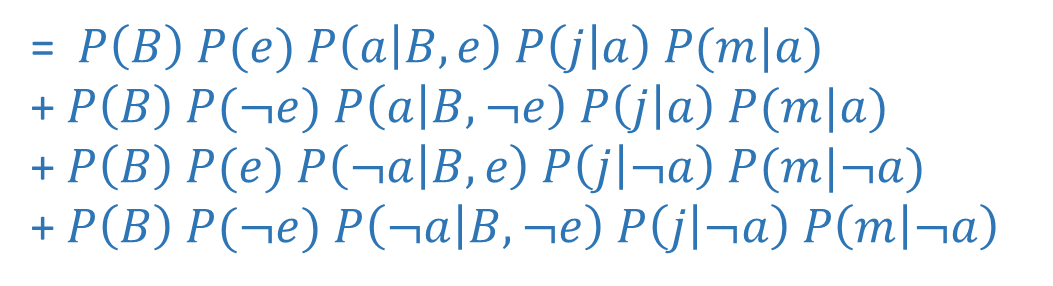 = P(B) P(e) P(a|B, e) P(j|a) P(m|a)
+ P(B) P(¬e) P(a|B, ¬e) P(j|a) P(m|a)
+ P(B) P(e) P(¬a|B, e) P(j|¬a) P(m|¬a)
+ P(B) P(¬e) P(¬a|B, ¬e) P(j|¬a) P(m|¬a)